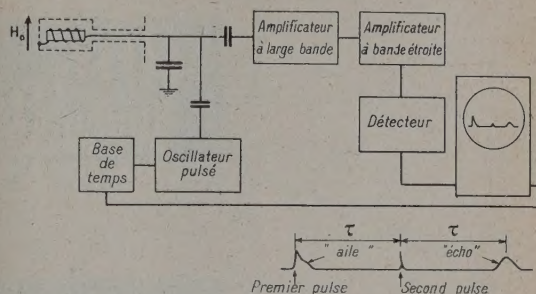 H₀
Amplificateur
à large bande
Amplificateur
à bande étroite
Détecteur
Base
de
temps
Oscillateur
pulsé
τ
τ
"aile"
"écho"
Premier pulse
Second pulse